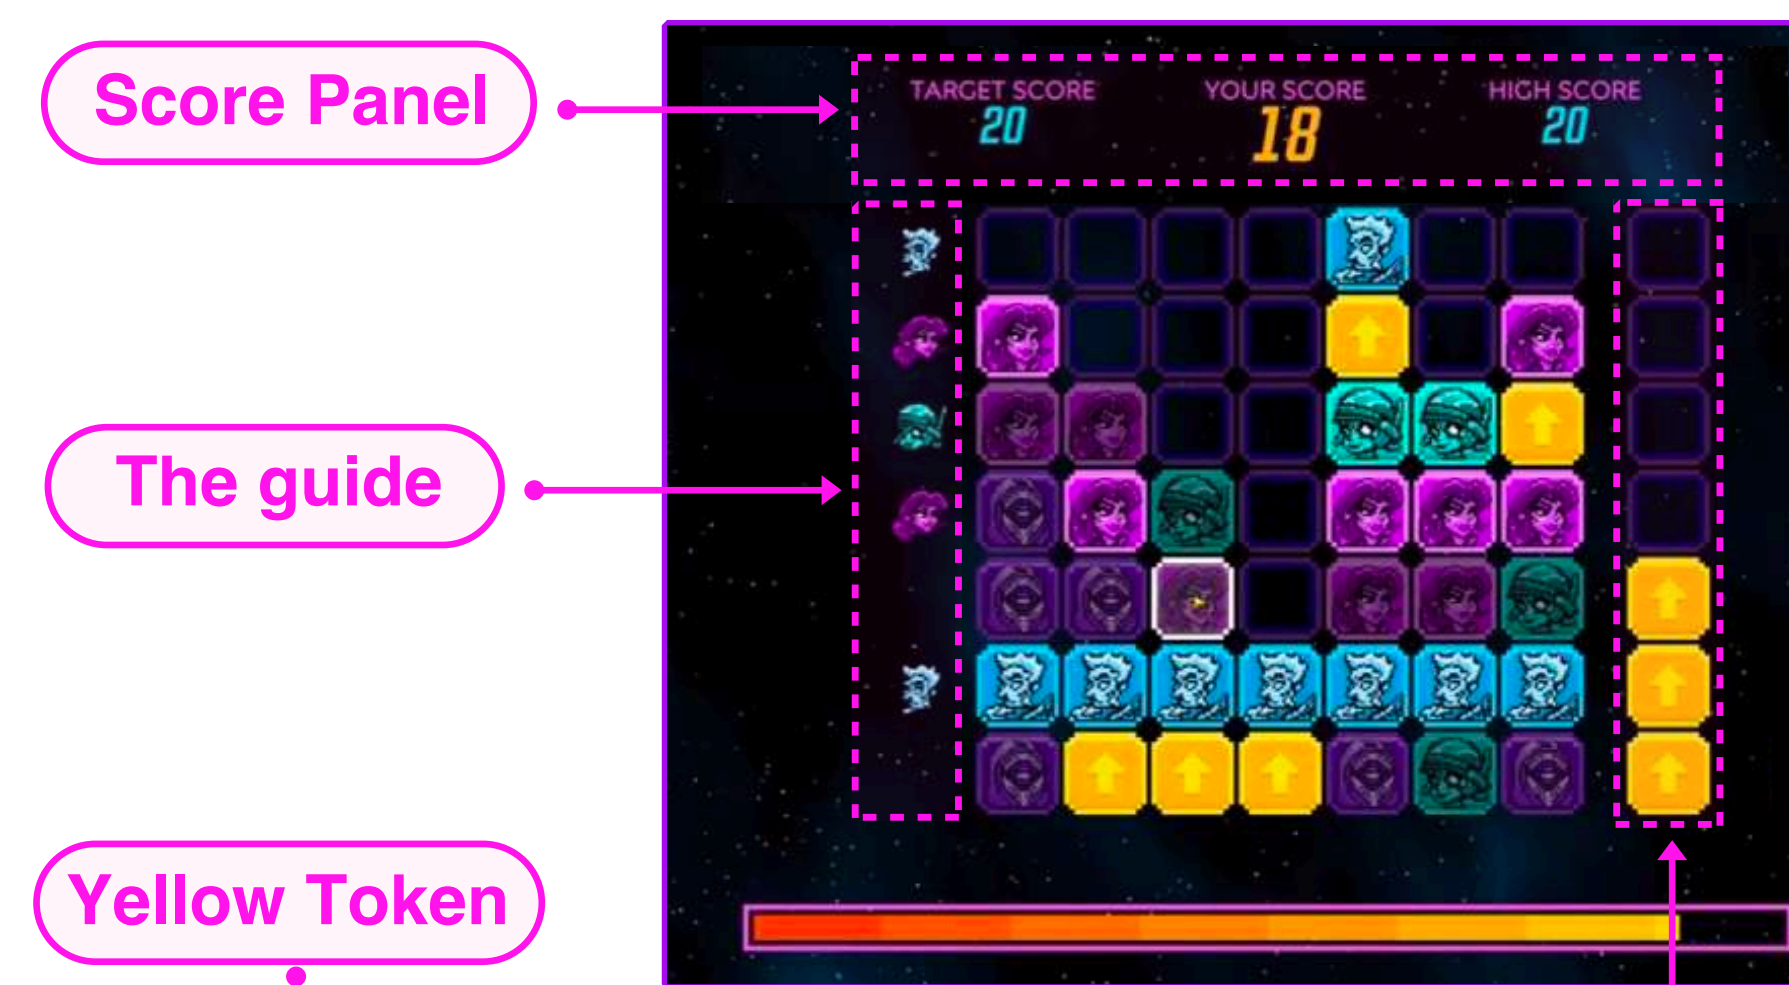 Score Panel
TARGET SCORE
20
YOUR SCORE
18
HIGH SCORE
20
The guide
Yellow Token